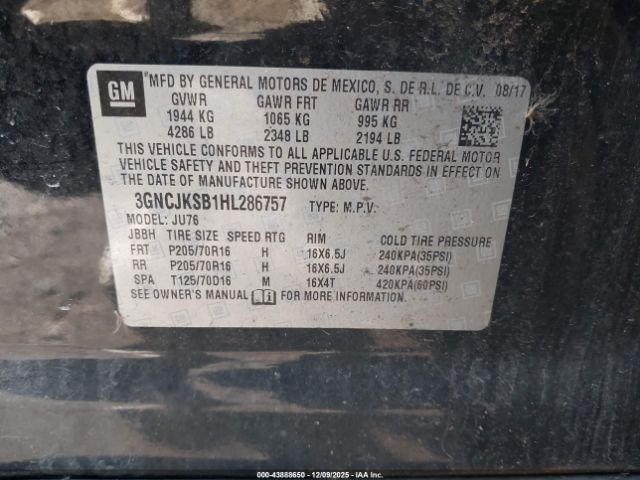 GM
MFD BY GENERAL MOTORS DE MEXICO, S. DE R.L. DE C.V. 08/17
GVWR GAWR FRT GAWR RR
1944 KG 1065 KG 995 KG
4286 LB 2348 LB 2194 LB
THIS VEHICLE CONFORMS TO ALL APPLICABLE U.S. FEDERAL MOTOR
VEHICLE SAFETY AND THEFT PREVENTION STANDARDS IN EFFECT ON
THE DATE OF MANUFACTURE SHOWN ABOVE.
3GNCJKSB1HL286757 TYPE: M.P.V.
MODEL: JU76
JBBH TIRE SIZE SPEED RTG RIM COLD TIRE PRESSURE
FRT P205/70R16 H 16X6.5J 240KPA(35PSI)
RR P205/70R16 H 16X6.5J 240KPA(35PSI)
SPA T125/70D16 M 16X4T 420KPA(60PSI)
SEE OWNER'S MANUAL FOR MORE INFORMATION.
000-43888650 - 12/09/2025 - IAA Inc.